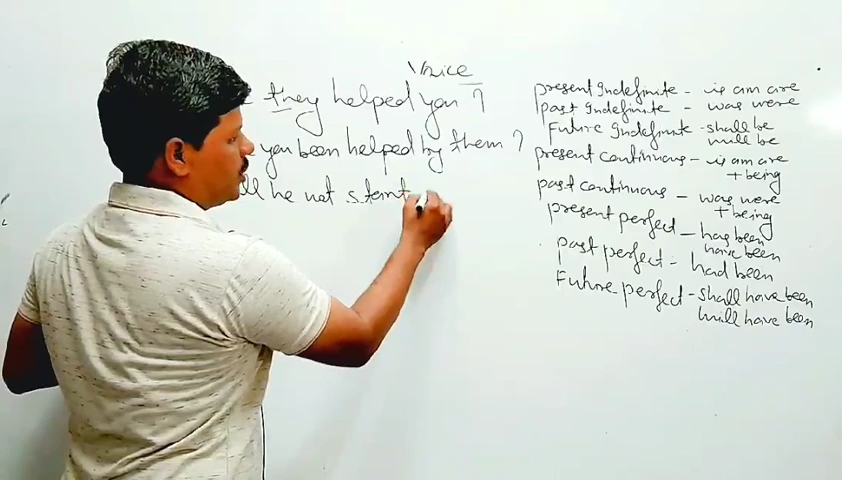 Voice
they helped you ?
you been helped by them ?
ll he not start
present Indefinite - is am are
past Indefinite - was were
Future Indefinite - shall be
will be
present continuous - is am are
+ being
past continuous - was were
+ being
present perfect - has been
have been
past perfect - had been
Future perfect - shall have been
will have been